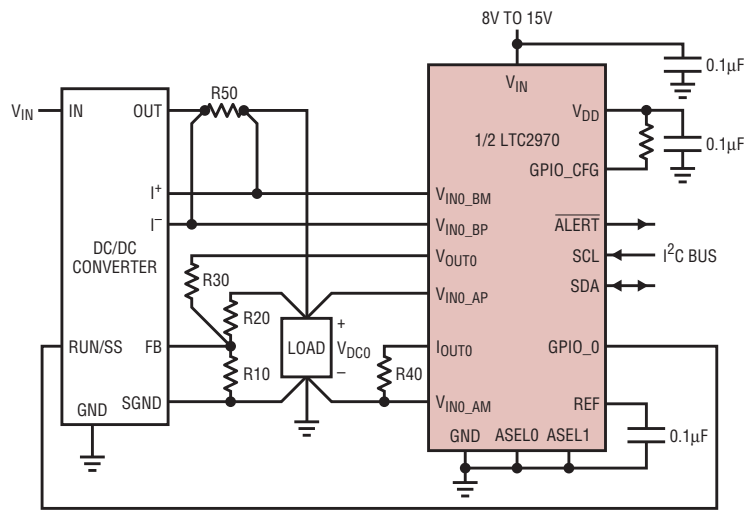 8V TO 15V
0.1µF
V_IN
IN
OUT
R50
V_IN
V_DD
1/2 LTC2970
0.1µF
GPIO_CFG
I+
V_IN0_BM
I–
V_IN0_BP
ALERT
DC/DC
CONVERTER
V_OUT0
SCL
I²C BUS
R30
SDA
R20
V_IN0_AP
+
LOAD
V_DC0
–
RUN/SS
FB
I_OUT0
GPIO_0
R10
R40
SGND
V_IN0_AM
REF
GND
GND
ASEL0
ASEL1
0.1µF